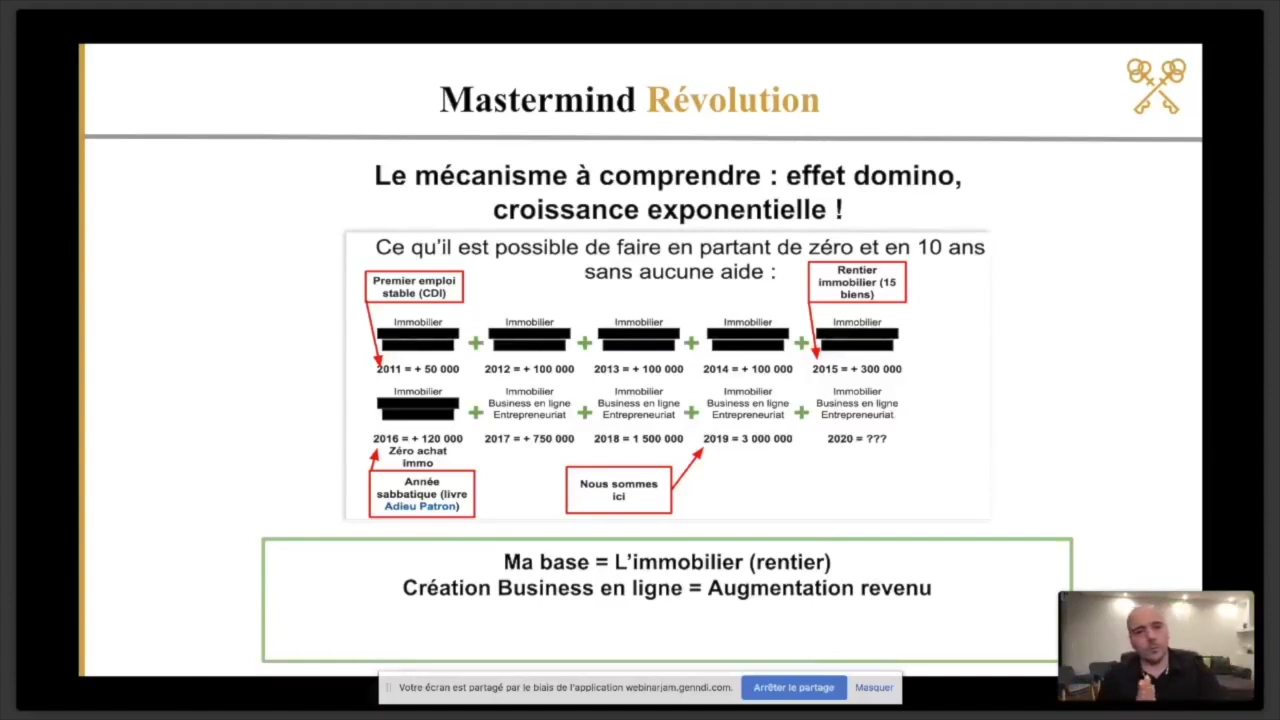 Mastermind Révolution
Le mécanisme à comprendre : effet domino,
croissance exponentielle !
Ce qu'il est possible de faire en partant de zéro et en 10 ans
sans aucune aide :
Premier emploi
stable (CDI)
Rentier
immobilier (15
biens)
Immobilier Immobilier Immobilier Immobilier Immobilier
+ + + +
2011 = + 50 000 2012 = + 100 000 2013 = + 100 000 2014 = + 100 000 2015 = + 300 000
Immobilier Immobilier Immobilier Immobilier Immobilier
Business en ligne Business en ligne Business en ligne Business en ligne
+ + + +
Entrepreneuriat Entrepreneuriat Entrepreneuriat Entrepreneuriat
2016 = + 120 000 2017 = + 750 000 2018 = 1 500 000 2019 = 3 000 000 2020 = ???
Zéro achat
immo
Année
sabbatique (livre
Adieu Patron)
Nous sommes
ici
Ma base = L'immobilier (rentier)
Création Business en ligne = Augmentation revenu
Votre écran est partagé par le biais de l'application webinarjam.genndi.com. Arrêter le partage Masquer